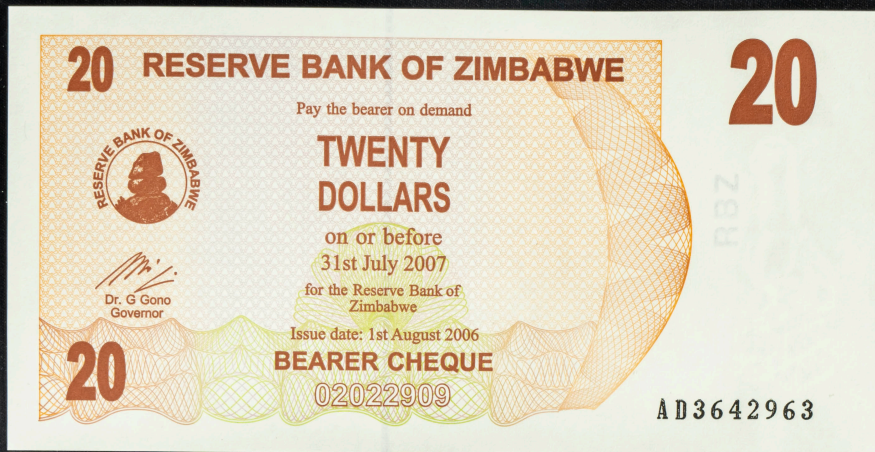 20 RESERVE BANK OF ZIMBABWE 20
Pay the bearer on demand
TWENTY
DOLLARS
RESERVE BANK OF ZIMBABWE
RBZ
on or before
31st July 2007
for the Reserve Bank of
Zimbabwe
Dr. G Gono
Governor
Issue date: 1st August 2006
20 BEARER CHEQUE
02022909
AD3642963